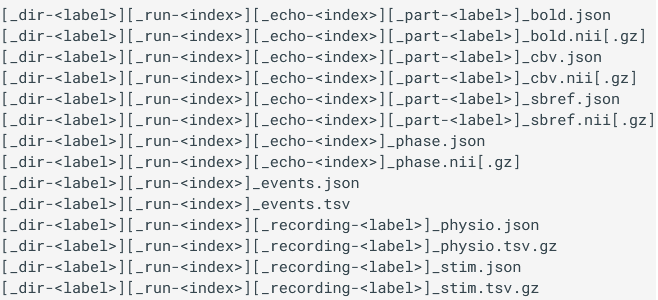 [_dir-<label>][_run-<index>][_echo-<index>][_part-<label>]_bold.json
[_dir-<label>][_run-<index>][_echo-<index>][_part-<label>]_bold.nii[.gz]
[_dir-<label>][_run-<index>][_echo-<index>][_part-<label>]_cbv.json
[_dir-<label>][_run-<index>][_echo-<index>][_part-<label>]_cbv.nii[.gz]
[_dir-<label>][_run-<index>][_echo-<index>][_part-<label>]_sbref.json
[_dir-<label>][_run-<index>][_echo-<index>][_part-<label>]_sbref.nii[.gz]
[_dir-<label>][_run-<index>][_echo-<index>]_phase.json
[_dir-<label>][_run-<index>][_echo-<index>]_phase.nii[.gz]
[_dir-<label>][_run-<index>]_events.json
[_dir-<label>][_run-<index>]_events.tsv
[_dir-<label>][_run-<index>][_recording-<label>]_physio.json
[_dir-<label>][_run-<index>][_recording-<label>]_physio.tsv.gz
[_dir-<label>][_run-<index>][_recording-<label>]_stim.json
[_dir-<label>][_run-<index>][_recording-<label>]_stim.tsv.gz